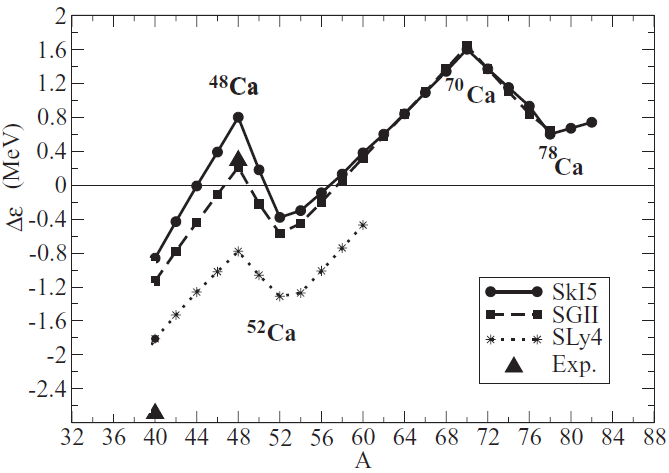 2
1.6
1.2
0.8
0.4
0
-0.4
-0.8
-1.2
-1.6
-2
-2.4
Δε (MeV)
48Ca
70Ca
78Ca
52Ca
SkI5
SGII
SLy4
Exp.
32 36 40 44 48 52 56 60 64 68 72 76 80 84 88
A